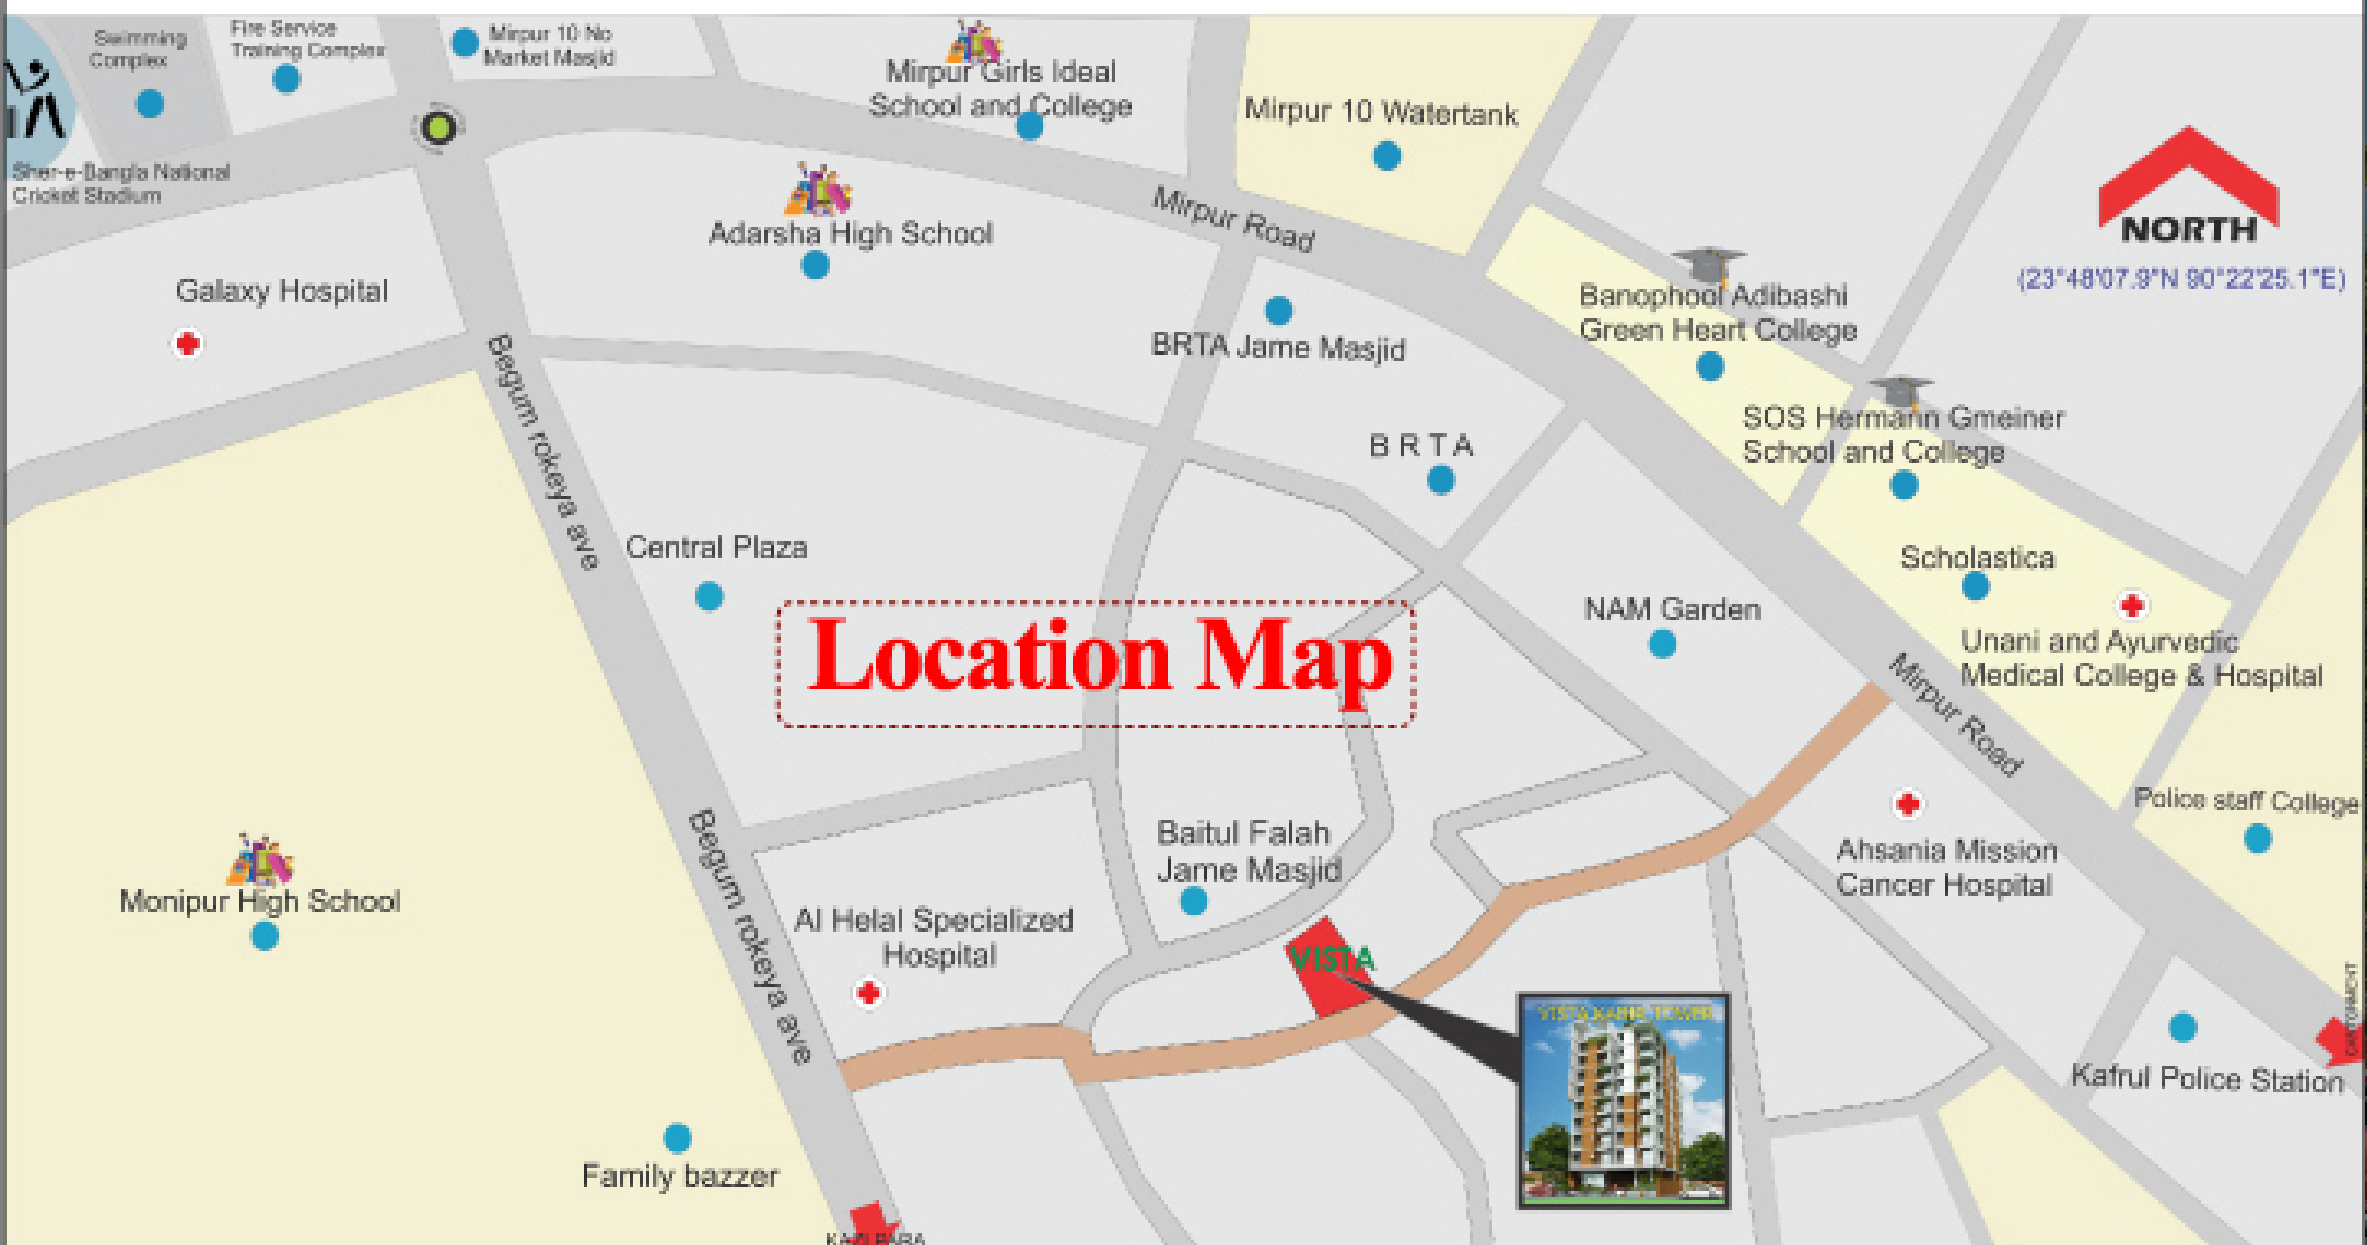 Swimming
Complex
Fire Service
Training Complex
Mirpur 10 No
Market Masjid
Mirpur Girls Ideal
School and College
Mirpur 10 Watertank
Sher-e-Bangla National
Cricket Stadium
Adarsha High School
Mirpur Road
NORTH
(23°48'07.9"N 90°22'25.1"E)
Galaxy Hospital
Banophool Adibashi
Green Heart College
BRTA Jame Masjid
Begum rokeya ave
B R T A
SOS Hermann Gmeiner
School and College
Central Plaza
Scholastica
NAM Garden
Location Map
Unani and Ayurvedic
Medical College & Hospital
Mirpur Road
Police staff College
Baitul Falah
Jame Masjid
Ahsania Mission
Cancer Hospital
Monipur High School
Begum rokeya ave
Al Helal Specialized
Hospital
VISTA
VISTA KABIR TOWER
Kafrul Police Station
Family bazzer